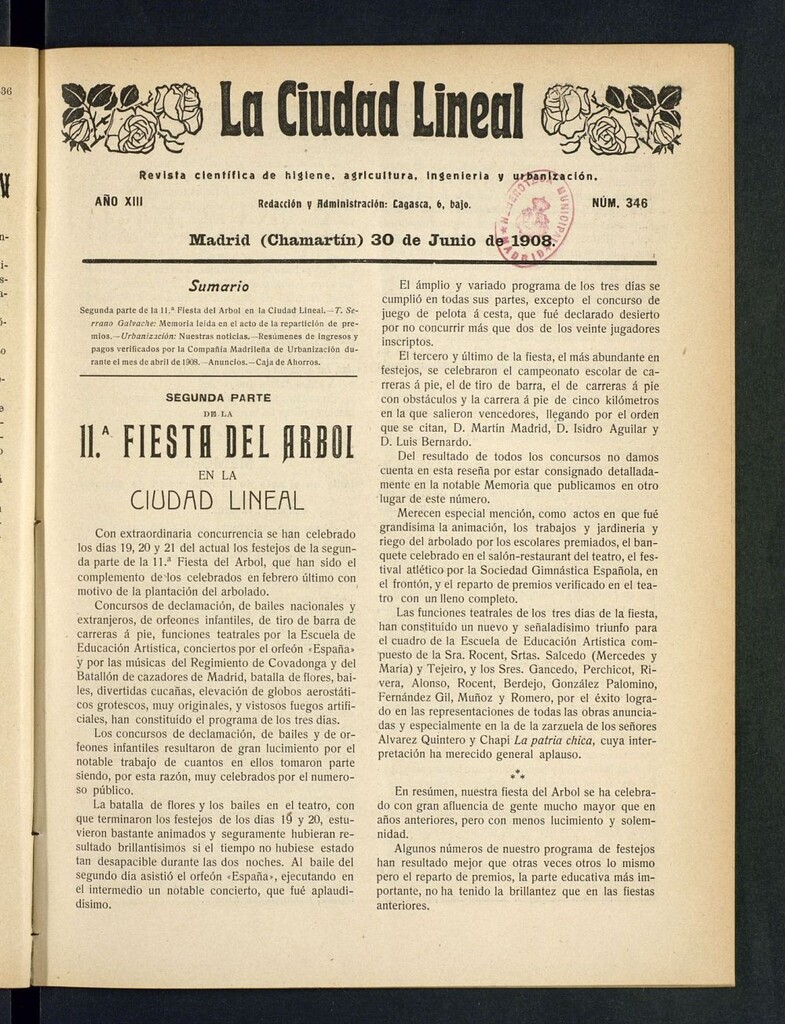 36
La Ciudad Lineal
Revista científica de higiene, agricultura, Ingeniería y urbanización.
AÑO XIII
Redacción y Administración: Lagasca, 6, bajo.
NÚM. 346
HEMEROTECA MUNICIPAL
MADRID
Madrid (Chamartín) 30 de Junio de 1908.
Sumario
Segunda parte de la 11.ª Fiesta del Arbol en la Ciudad Lineal.—T. Se-
rrano Galvache: Memoria leída en el acto de la repartición de pre-
mios.—Urbanización: Nuestras noticias.—Resúmenes de ingresos y
pagos verificados por la Compañía Madrileña de Urbanización du-
rante el mes de abril de 1908.—Anuncios.—Caja de Ahorros.
SEGUNDA PARTE
DE LA
11.ª FIESTA DEL ARBOL
EN LA
CIUDAD LINEAL
Con extraordinaria concurrencia se han celebrado
los dias 19, 20 y 21 del actual los festejos de la segun-
da parte de la 11.ª Fiesta del Arbol, que han sido el
complemento de los celebrados en febrero último con
motivo de la plantación del arbolado.
Concursos de declamación, de bailes nacionales y
extranjeros, de orfeones infantiles, de tiro de barra de
carreras á pie, funciones teatrales por la Escuela de
Educación Artistica, conciertos por el orfeón «España»
y por las músicas del Regimiento de Covadonga y del
Batallón de cazadores de Madrid, batalla de flores, bai-
les, divertidas cucañas, elevación de globos aerostáti-
cos grotescos, muy originales, y vistosos fuegos artifi-
ciales, han constituído el programa de los tres dias.
Los concursos de declamación, de bailes y de or-
feones infantiles resultaron de gran lucimiento por el
notable trabajo de cuantos en ellos tomaron parte
siendo, por esta razón, muy celebrados por el numero-
so público.
La batalla de flores y los bailes en el teatro, con
que terminaron los festejos de los dias 19 y 20, estu-
vieron bastante animados y seguramente hubieran re-
sultado brillantisimos si el tiempo no hubiese estado
tan desapacible durante las dos noches. Al baile del
segundo dia asistió el orfeón «España», ejecutando en
el intermedio un notable concierto, que fué aplaudi-
disimo.
El ámplio y variado programa de los tres dias se
cumplió en todas sus partes, excepto el concurso de
juego de pelota á cesta, que fué declarado desierto
por no concurrir más que dos de los veinte jugadores
inscriptos.
El tercero y último de la fiesta, el más abundante en
festejos, se celebraron el campeonato escolar de ca-
rreras á pie, el de tiro de barra, el de carreras á pie
con obstáculos y la carrera á pie de cinco kilómetros
en la que salieron vencedores, llegando por el orden
que se citan, D. Martin Madrid, D. Isidro Aguilar y
D. Luis Bernardo.
Del resultado de todos los concursos no damos
cuenta en esta reseña por estar consignado detallada-
mente en la notable Memoria que publicamos en otro
lugar de este número.
Merecen especial mención, como actos en que fué
grandisima la animación, los trabajos y jardineria y
riego del arbolado por los escolares premiados, el ban-
quete celebrado en el salón-restaurant del teatro, el fes-
tival atlético por la Sociedad Gimnástica Española, en
el frontón, y el reparto de premios verificado en el tea-
tro con un lleno completo.
Las funciones teatrales de los tres dias de la fiesta,
han constituido un nuevo y señaladisimo triunfo para
el cuadro de la Escuela de Educación Artistica com-
puesto de la Sra. Rocent, Srtas. Salcedo (Mercedes y
Maria) y Tejeiro, y los Sres. Gancedo, Perchicot, Ri-
vera, Alonso, Rocent, Berdejo, González Palomino,
Fernández Gil, Muñoz y Romero, por el éxito logra-
do en las representaciones de todas las obras anuncia-
das y especialmente en la de la zarzuela de los señores
Alvarez Quintero y Chapí La patria chica, cuya inter-
pretación ha merecido general aplauso.
⁂
En resúmen, nuestra fiesta del Arbol se ha celebra-
do con gran afluencia de gente mucho mayor que en
años anteriores, pero con menos lucimiento y solem-
nidad.
Algunos números de nuestro programa de festejos
han resultado mejor que otras veces otros lo mismo
pero el reparto de premios, la parte educativa más im-
portante, no ha tenido la brillantez que en las fiestas
anteriores.